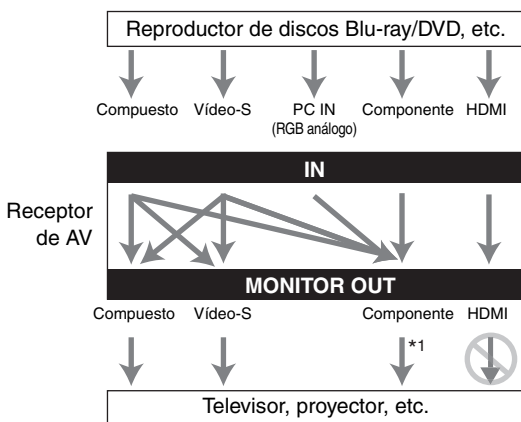 Reproductor de discos Blu-ray/DVD, etc.
Compuesto Vídeo-S PC IN Componente HDMI
(RGB análogo)
IN
Receptor
de AV
MONITOR OUT
Compuesto Vídeo-S Componente HDMI
*1
Televisor, proyector, etc.